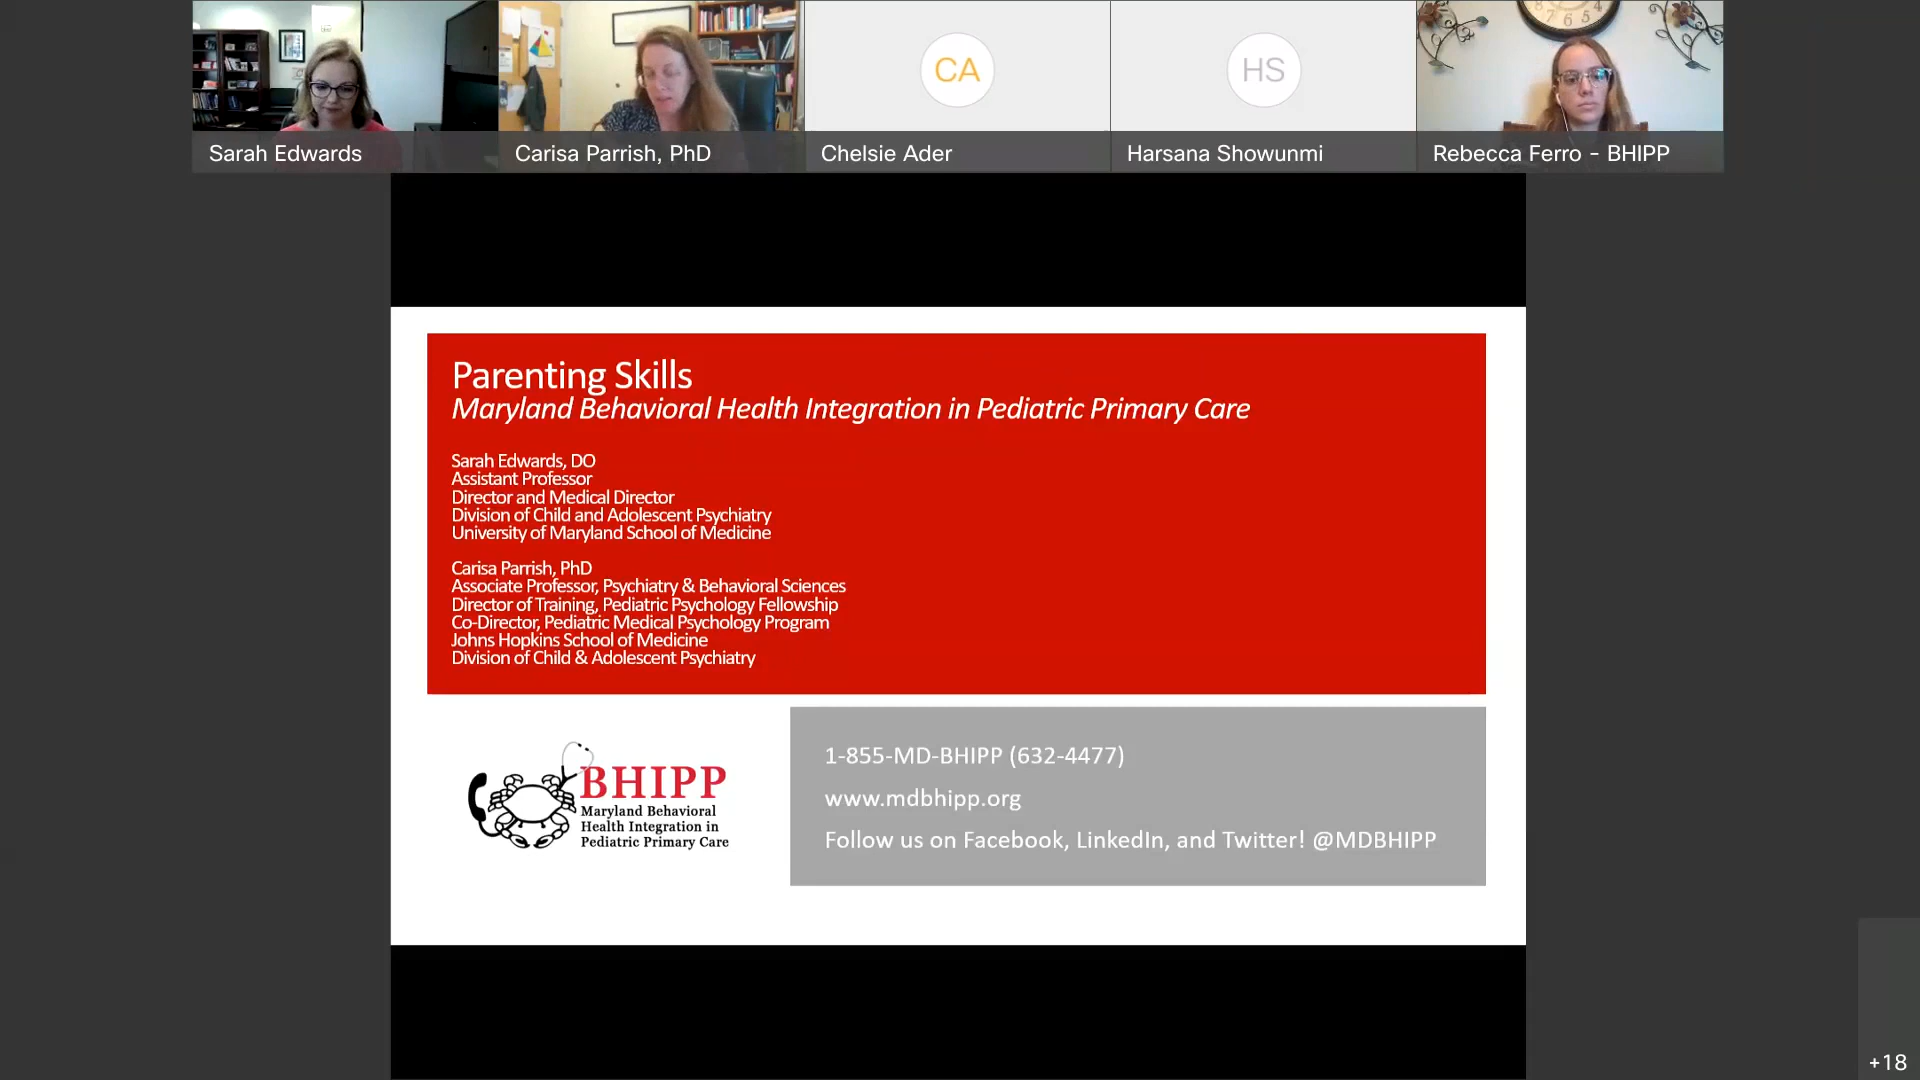 Sarah Edwards
Carisa Parrish, PhD
CA
Chelsie Ader
HS
Harsana Showunmi
8 7 6 5 4
Rebecca Ferro - BHIPP
Parenting Skills
Maryland Behavioral Health Integration in Pediatric Primary Care
Sarah Edwards, DO
Assistant Professor
Director and Medical Director
Division of Child and Adolescent Psychiatry
University of Maryland School of Medicine
Carisa Parrish, PhD
Associate Professor, Psychiatry & Behavioral Sciences
Director of Training, Pediatric Psychology Fellowship
Co-Director, Pediatric Medical Psychology Program
Johns Hopkins School of Medicine
Division of Child & Adolescent Psychiatry
BHIPP
Maryland Behavioral
Health Integration in
Pediatric Primary Care
1-855-MD-BHIPP (632-4477)
www.mdbhipp.org
Follow us on Facebook, LinkedIn, and Twitter! @MDBHIPP
+18